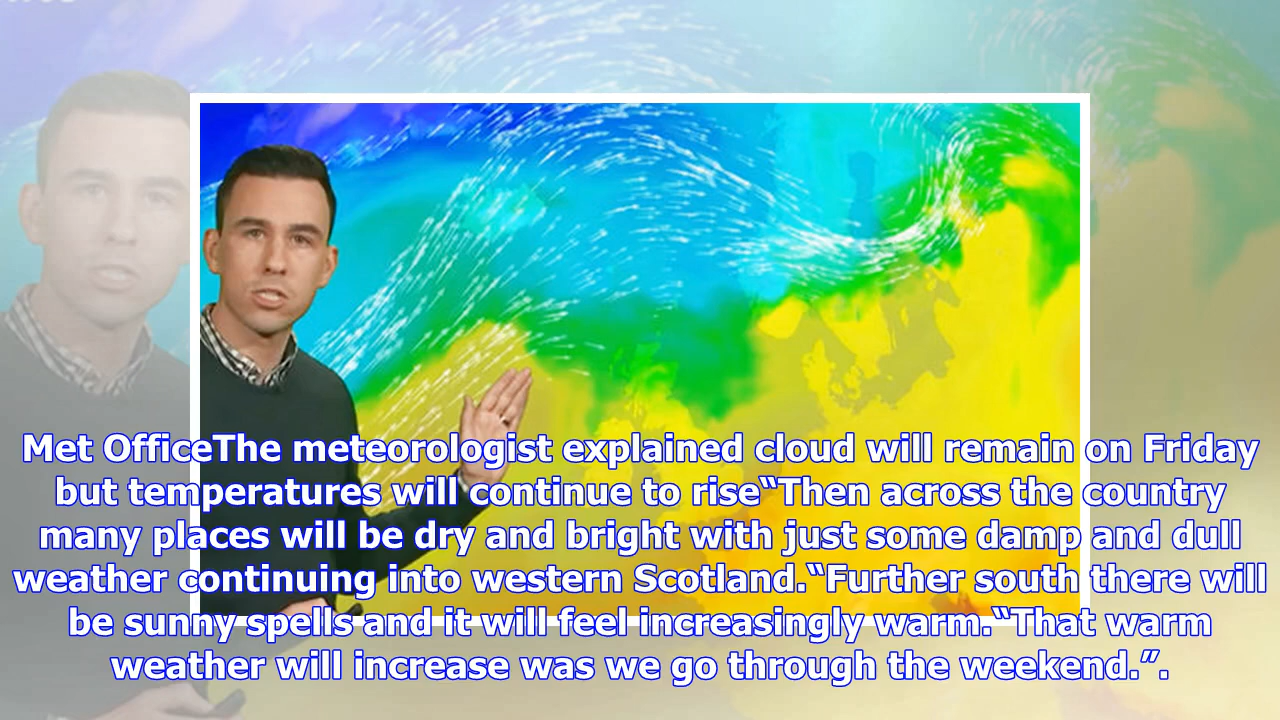 Met OfficeThe meteorologist explained cloud will remain on Friday
but temperatures will continue to rise“Then across the country
many places will be dry and bright with just some damp and dull
weather continuing into western Scotland.“Further south there will
be sunny spells and it will feel increasingly warm.“That warm
weather will increase was we go through the weekend.”.